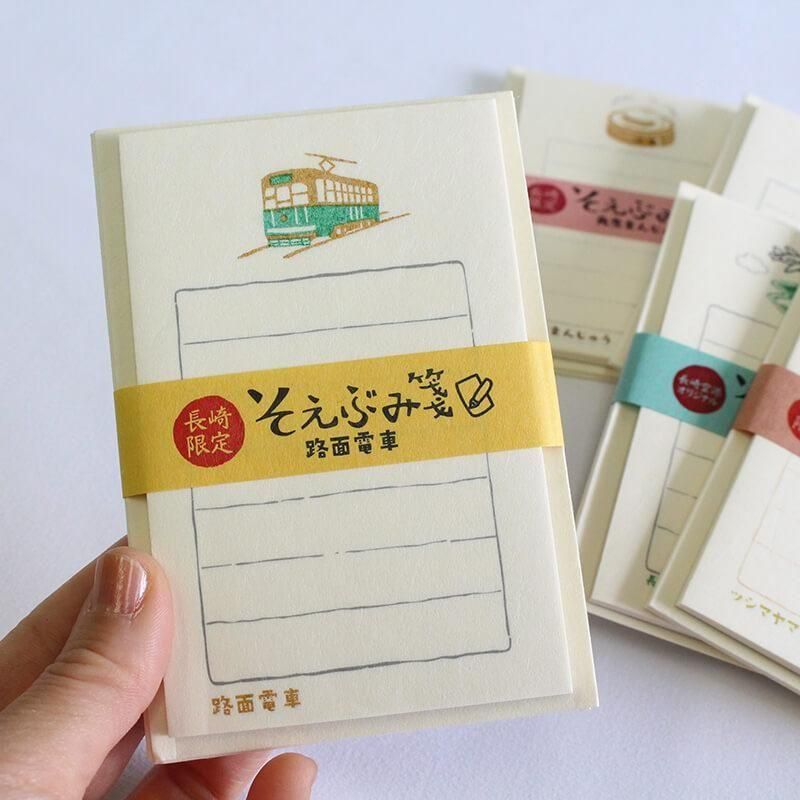 長崎
限定
そえぶみ箋
路面電車
路面電車
そえぶみ
まんじゅう
長崎空港
オリジナル
ツシマヤマ